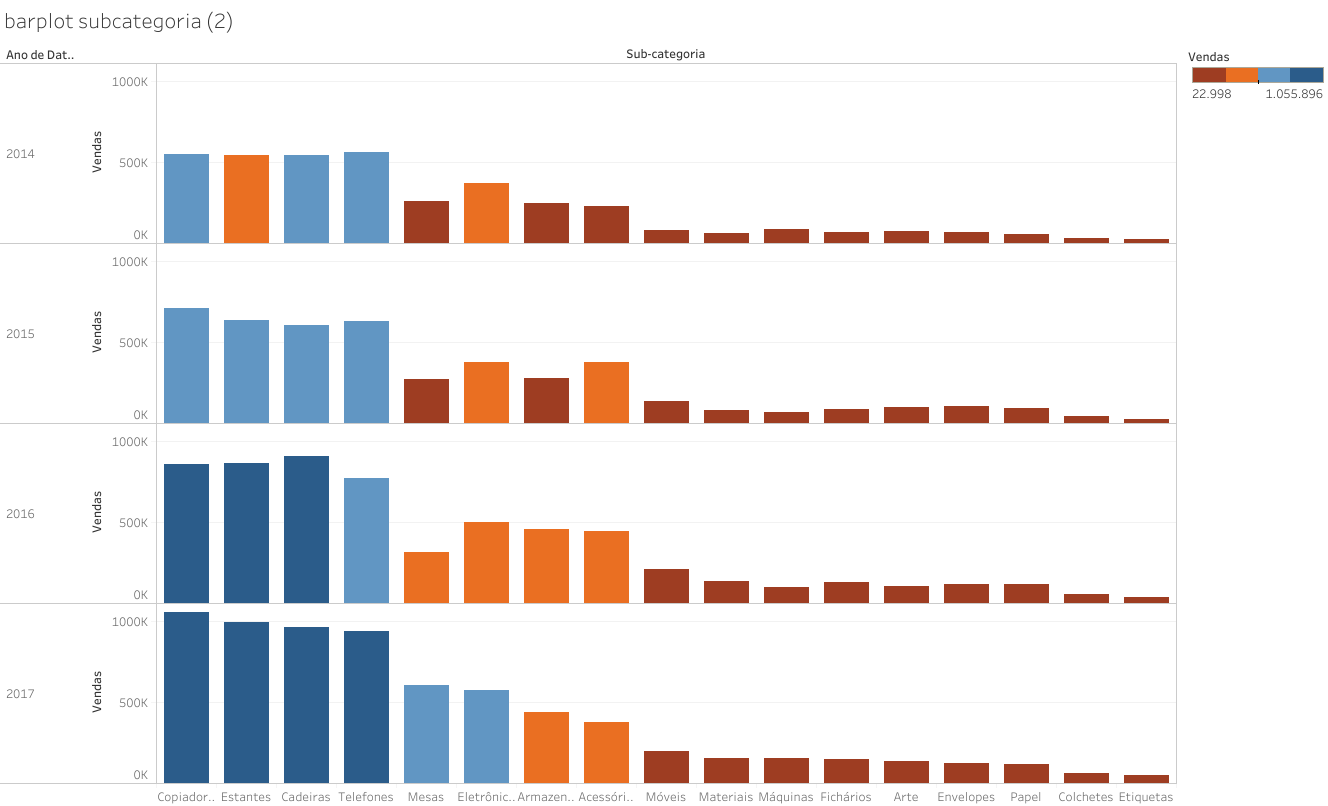 barplot subcategoria (2)
Ano de Dat..
Sub-categoria
Vendas
22.998 1.055.896
2014
Vendas
1000K
500K
0K
2015
Vendas
1000K
500K
0K
2016
Vendas
1000K
500K
0K
2017
Vendas
1000K
500K
0K
Copiador.. Estantes Cadeiras Telefones Mesas Eletrônic.. Armazen.. Acessóri.. Móveis Materiais Máquinas Fichários Arte Envelopes Papel Colchetes Etiquetas